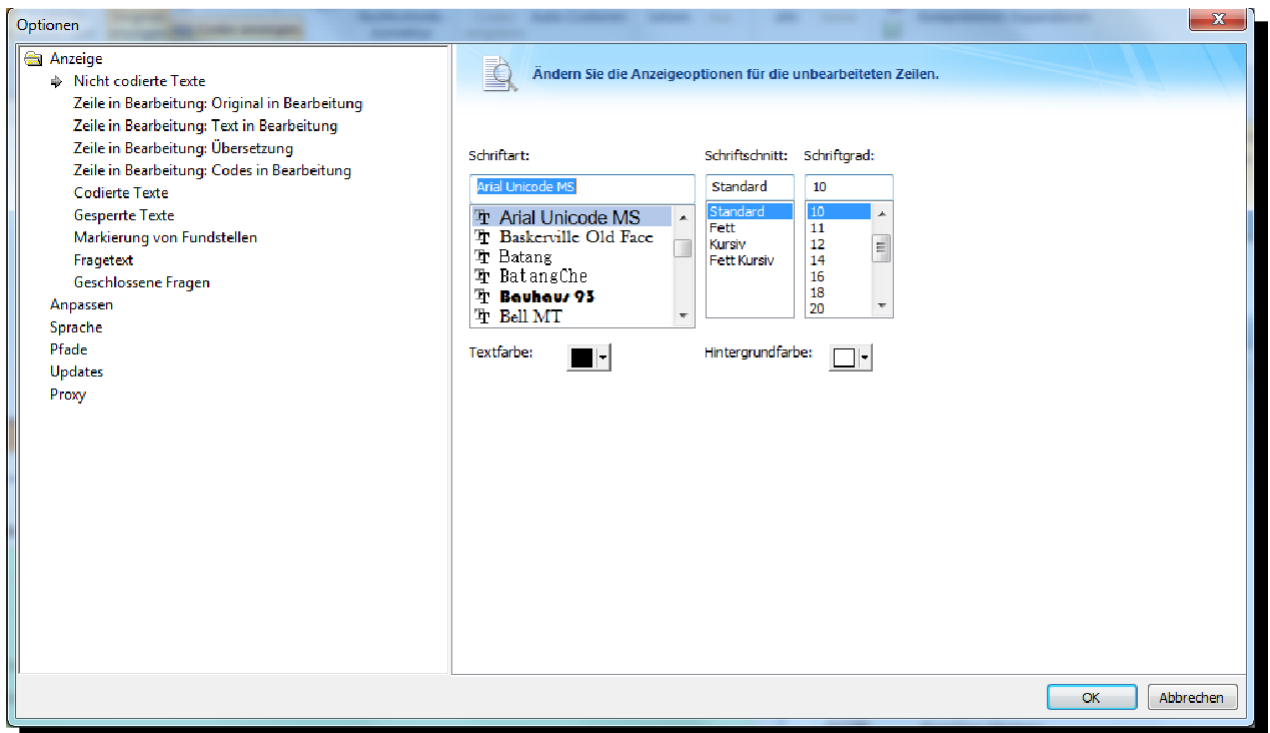 Optionen
X
Anzeige
Nicht codierte Texte
Zeile in Bearbeitung: Original in Bearbeitung
Zeile in Bearbeitung: Text in Bearbeitung
Zeile in Bearbeitung: Übersetzung
Zeile in Bearbeitung: Codes in Bearbeitung
Codierte Texte
Gesperrte Texte
Markierung von Fundstellen
Fragetext
Geschlossene Fragen
Anpassen
Sprache
Pfade
Updates
Proxy
Ändern Sie die Anzeigeoptionen für die unbearbeiteten Zeilen.
Schriftart: Schriftschnitt: Schriftgrad:
Arial Unicode MS Standard 10
Arial Unicode MS Standard 10
Baskerville Old Face Fett 11
Batang Kursiv 12
BatangChe Fett Kursiv 14
Bauhaus 93 16
Bell MT 18
20
Textfarbe: Hintergrundfarbe:
OK Abbrechen